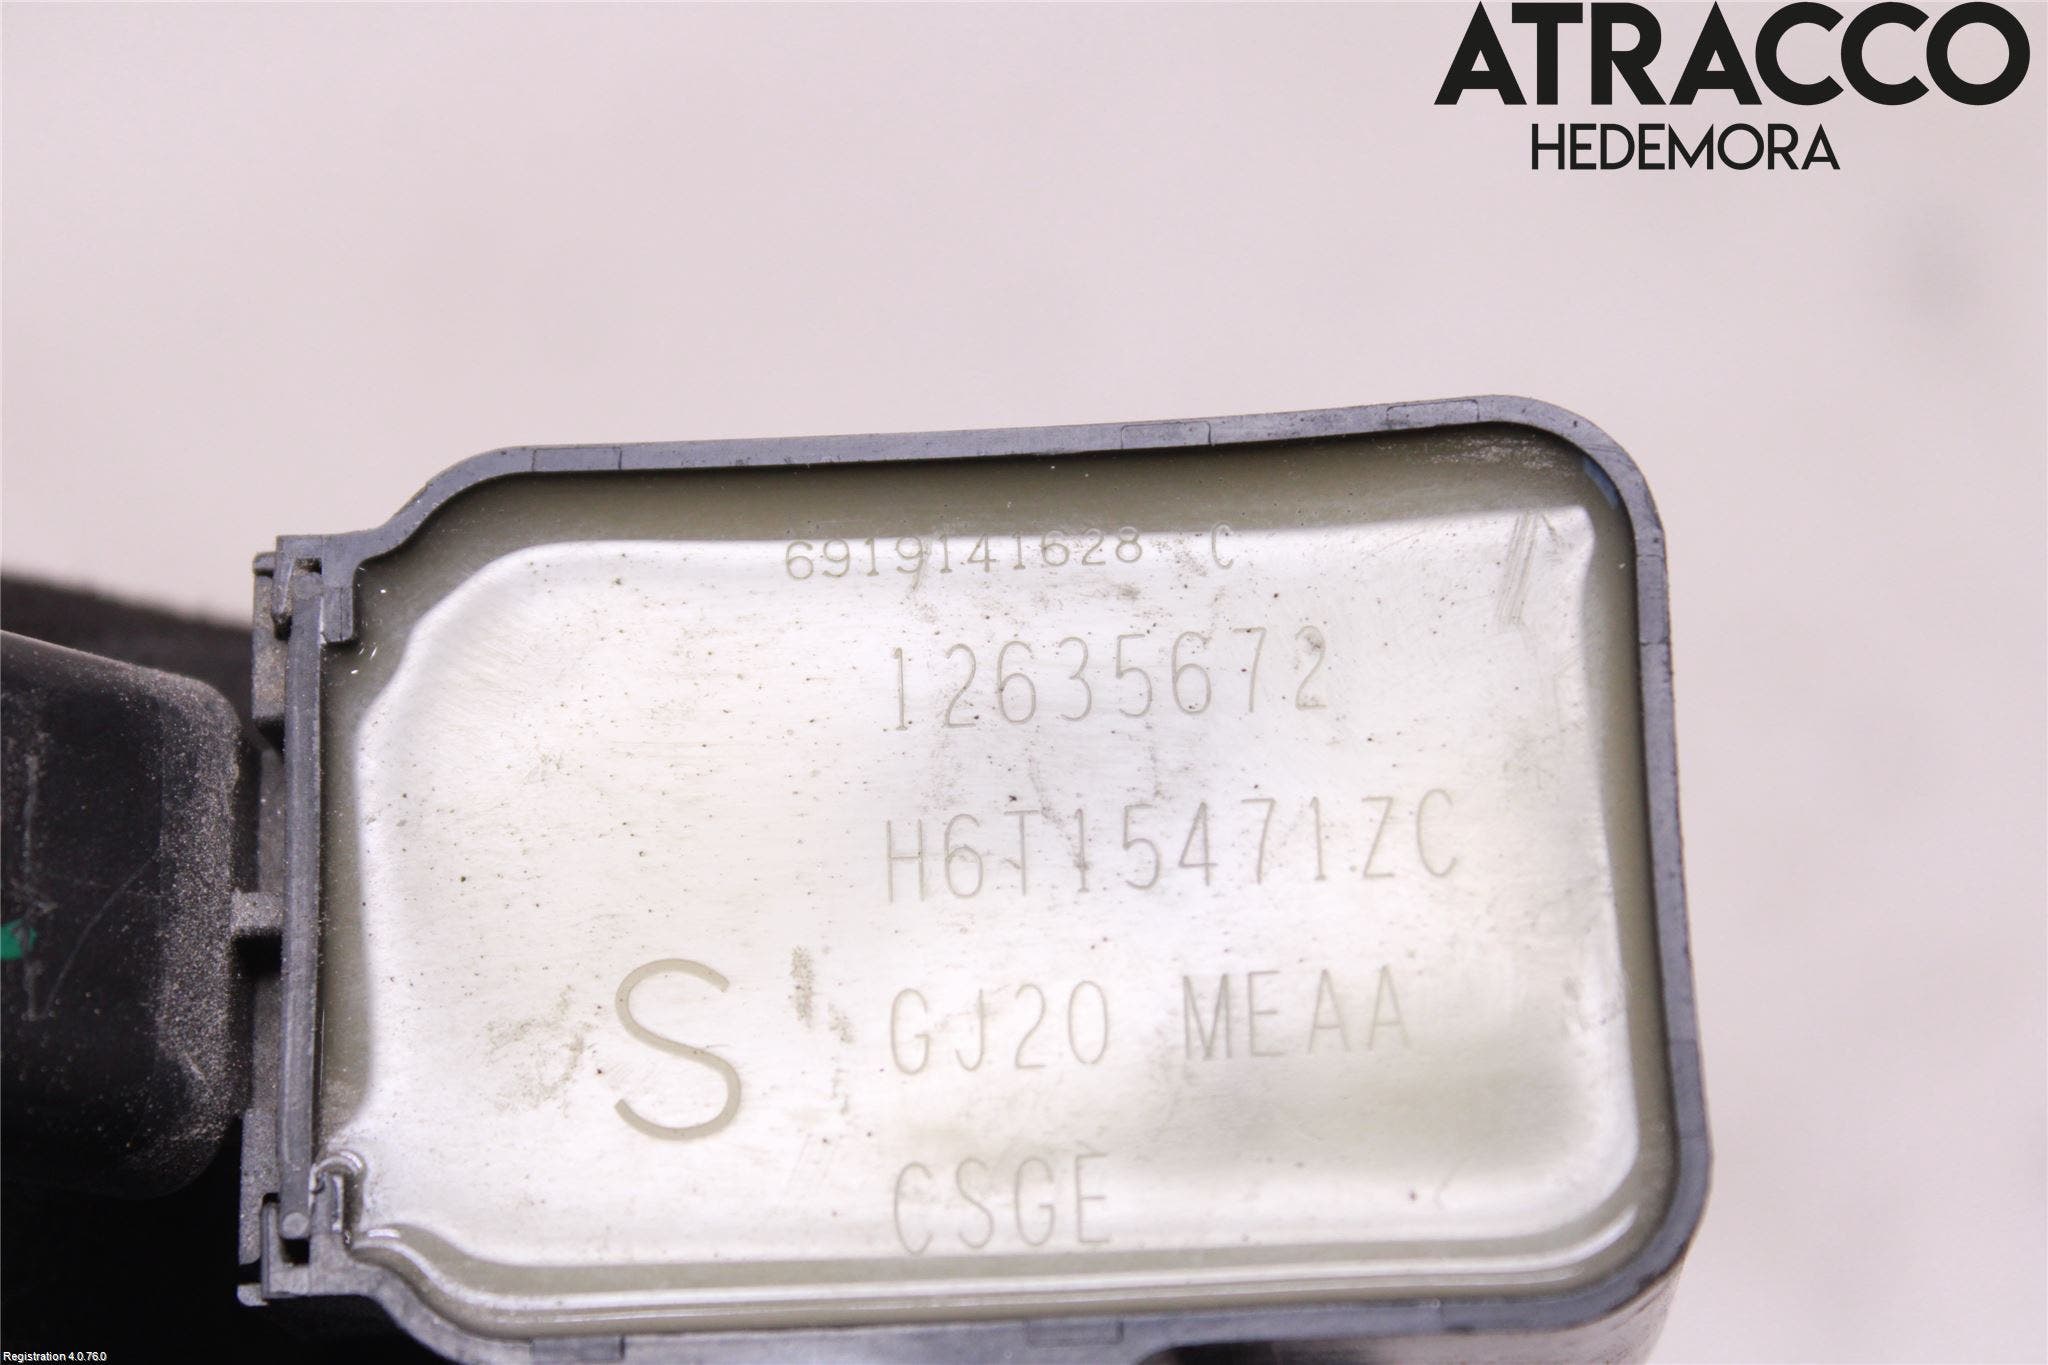 ATRACCO
HEDEMORA
6919141628 C
12635672
H6T15471ZC
S GJ20 MEAA
CSGE
Registration 4.0.76.0